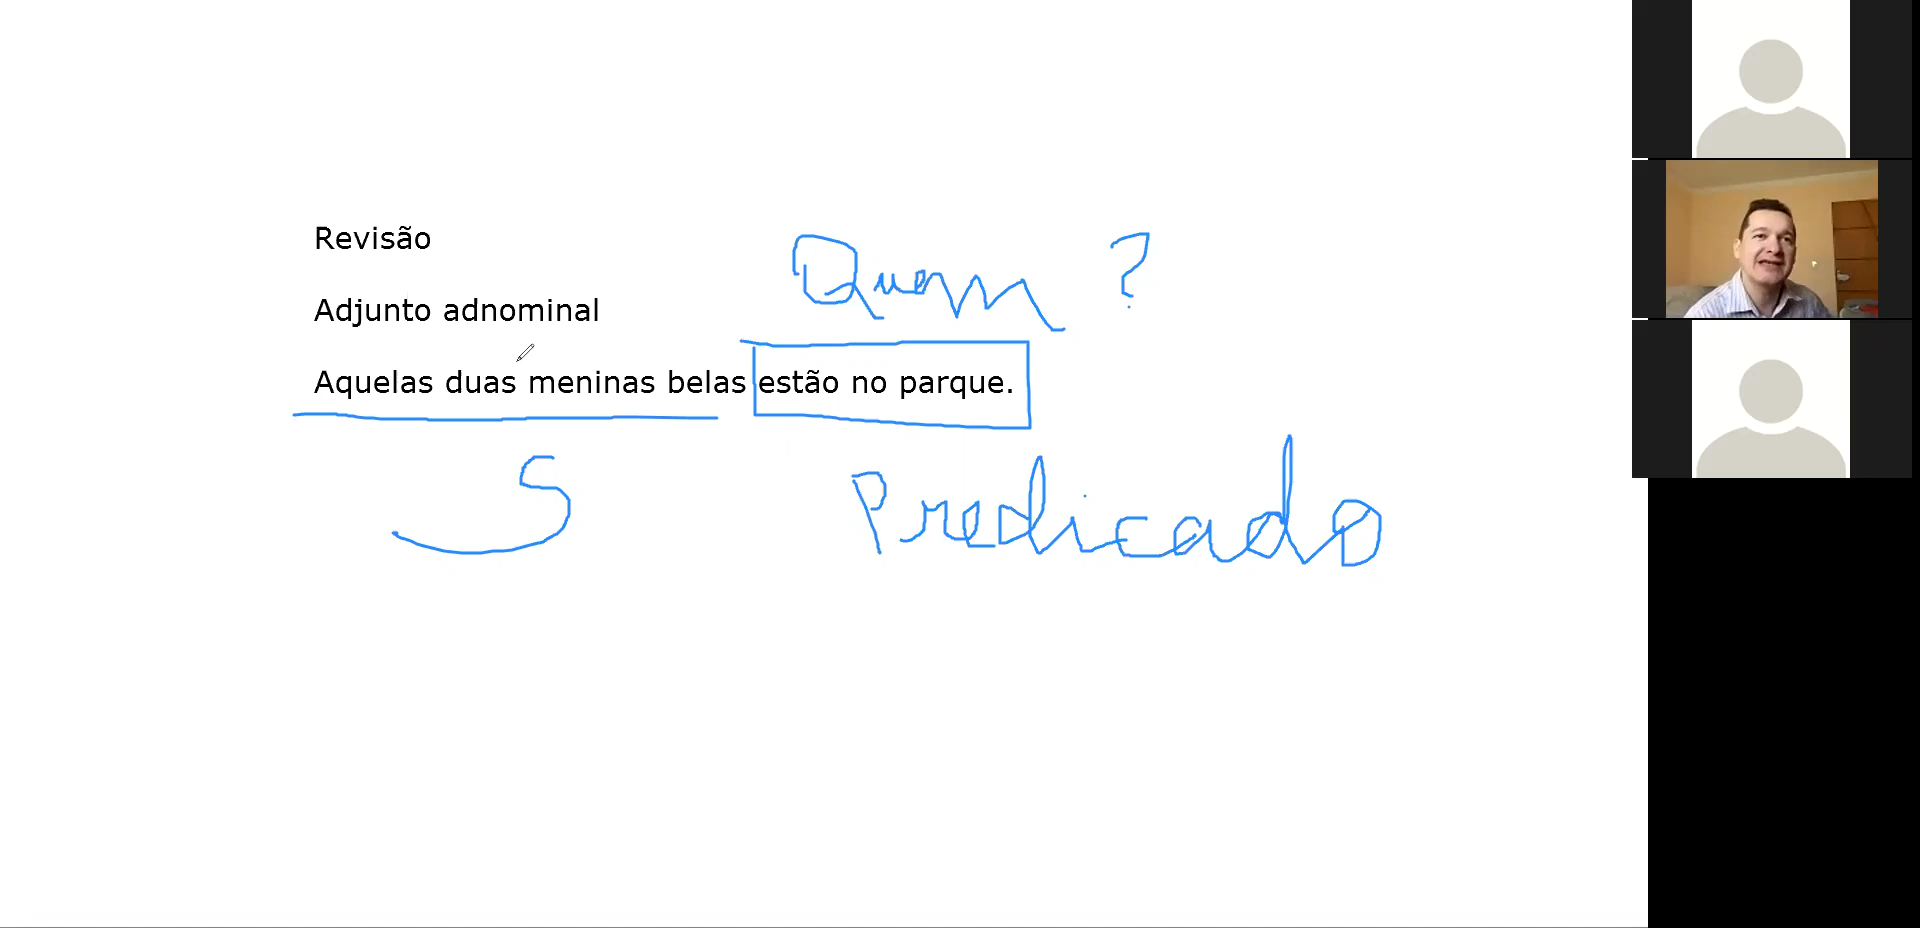 Revisão
Quem ?
Adjunto adnominal
Aquelas duas meninas belas estão no parque.
S
Predicado